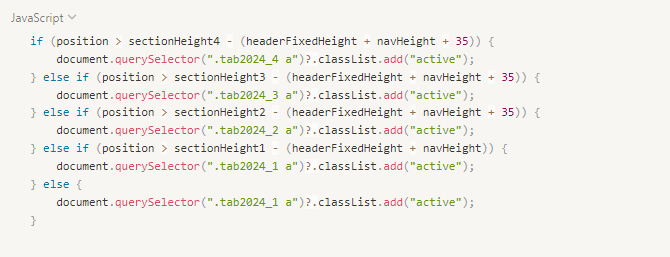 JavaScript
if (position > sectionHeight4 - (headerFixedHeight + navHeight + 35)) {
document.querySelector(".tab2024_4 a")?.classList.add("active");
} else if (position > sectionHeight3 - (headerFixedHeight + navHeight + 35)) {
document.querySelector(".tab2024_3 a")?.classList.add("active");
} else if (position > sectionHeight2 - (headerFixedHeight + navHeight + 35)) {
document.querySelector(".tab2024_2 a")?.classList.add("active");
} else if (position > sectionHeight1 - (headerFixedHeight + navHeight)) {
document.querySelector(".tab2024_1 a")?.classList.add("active");
} else {
document.querySelector(".tab2024_1 a")?.classList.add("active");
}